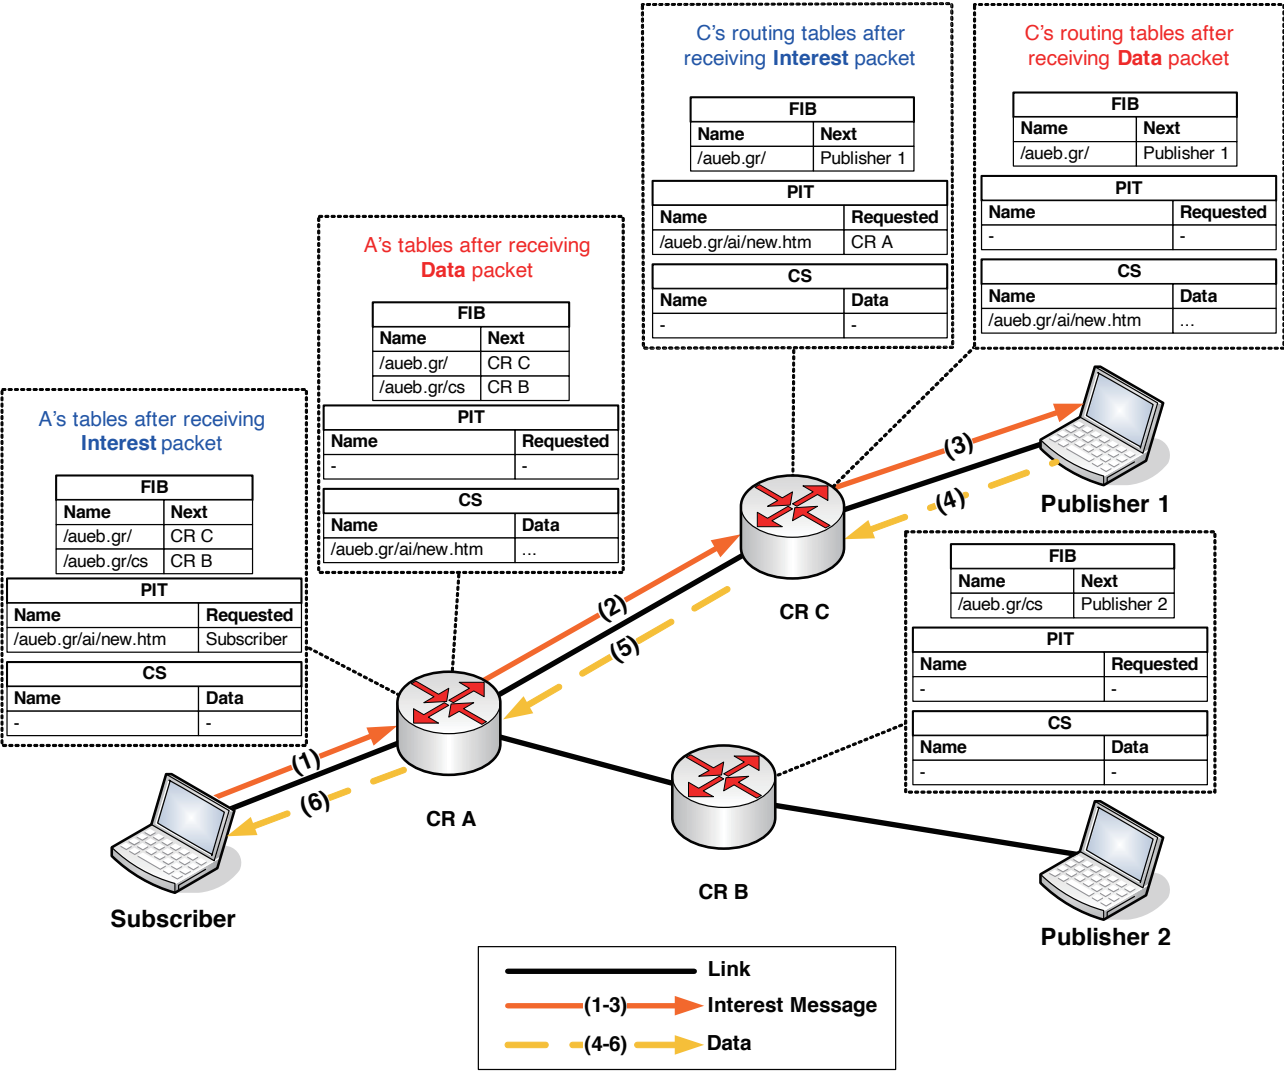 C's routing tables after
receiving Interest packet
FIB
Name Next
/aueb.gr/ Publisher 1
PIT
Name Requested
/aueb.gr/ai/new.htm CR A
CS
Name Data
- -
C's routing tables after
receiving Data packet
FIB
Name Next
/aueb.gr/ Publisher 1
PIT
Name Requested
- -
CS
Name Data
/aueb.gr/ai/new.htm ...
A's tables after receiving
Data packet
FIB
Name Next
/aueb.gr/ CR C
/aueb.gr/cs CR B
PIT
Name Requested
- -
CS
Name Data
/aueb.gr/ai/new.htm ...
A's tables after receiving
Interest packet
FIB
Name Next
/aueb.gr/ CR C
/aueb.gr/cs CR B
PIT
Name Requested
/aueb.gr/ai/new.htm Subscriber
CS
Name Data
- -
(3)
(4)
Publisher 1
CR C
(2)
(5)
FIB
Name Next
/aueb.gr/cs Publisher 2
PIT
Name Requested
- -
CS
Name Data
- -
(1)
(6)
CR A
CR B
Subscriber
Publisher 2
Link
(1-3) Interest Message
(4-6) Data